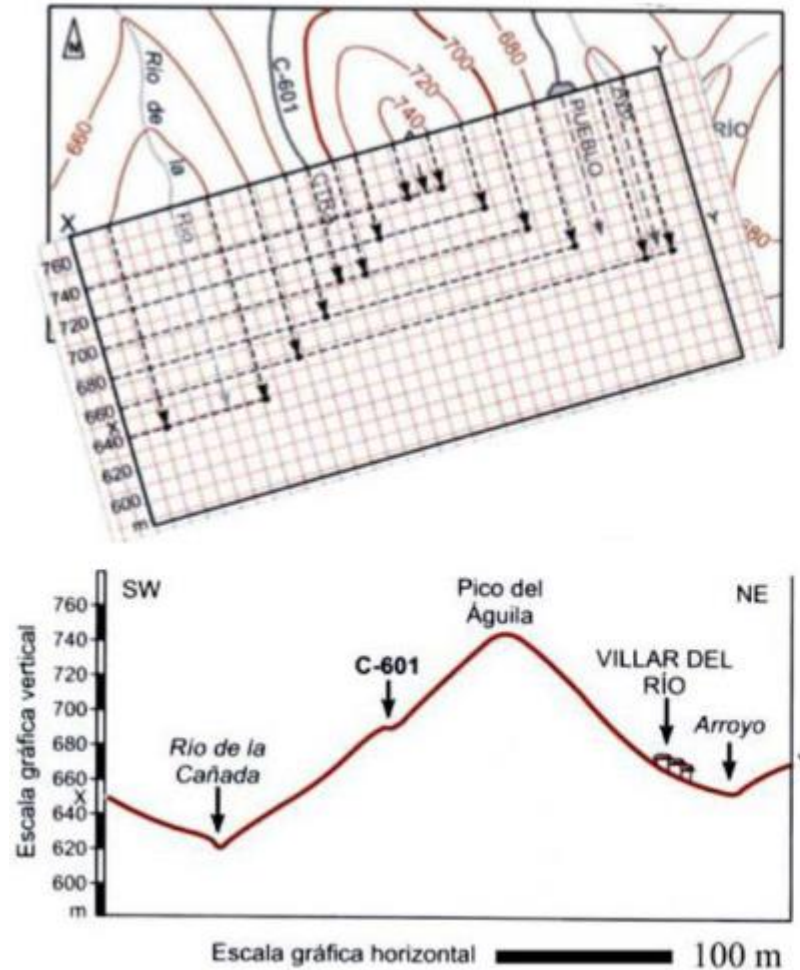 N
660
Río de
la
C-601
700
680
720
740
Y
RÍO
PUEBLO
CTRA
Río
X
760
740
720
700
680
660
X
640
620
600
m
Y
680
SW
Pico del
Águila
NE
760
740
720
700
680
660
X
640
620
600
m
Escala gráfica vertical
C-601
VILLAR DEL
RÍO
Río de la
Cañada
Arroyo
Escala gráfica horizontal
100 m